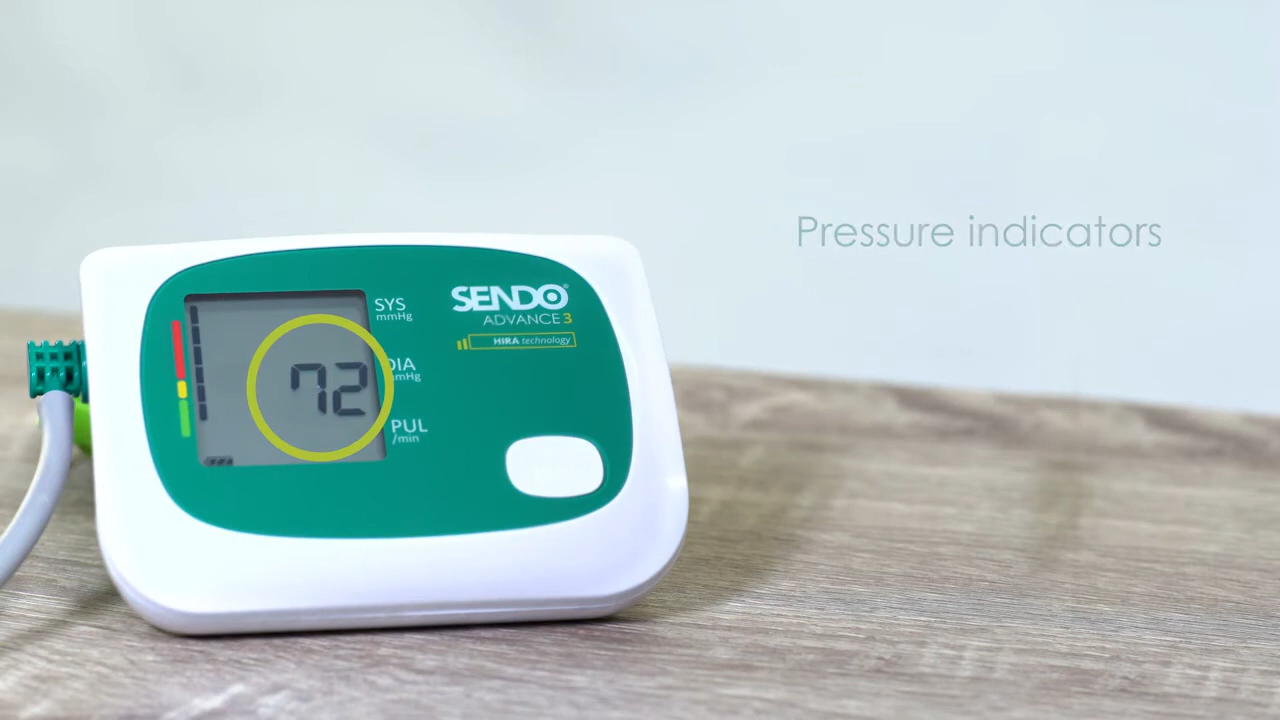 Pressure indicators
SENDO®
ADVANCE 3
HIRA technology
SYS
mmHg
72
DIA
mmHg
PUL
/min